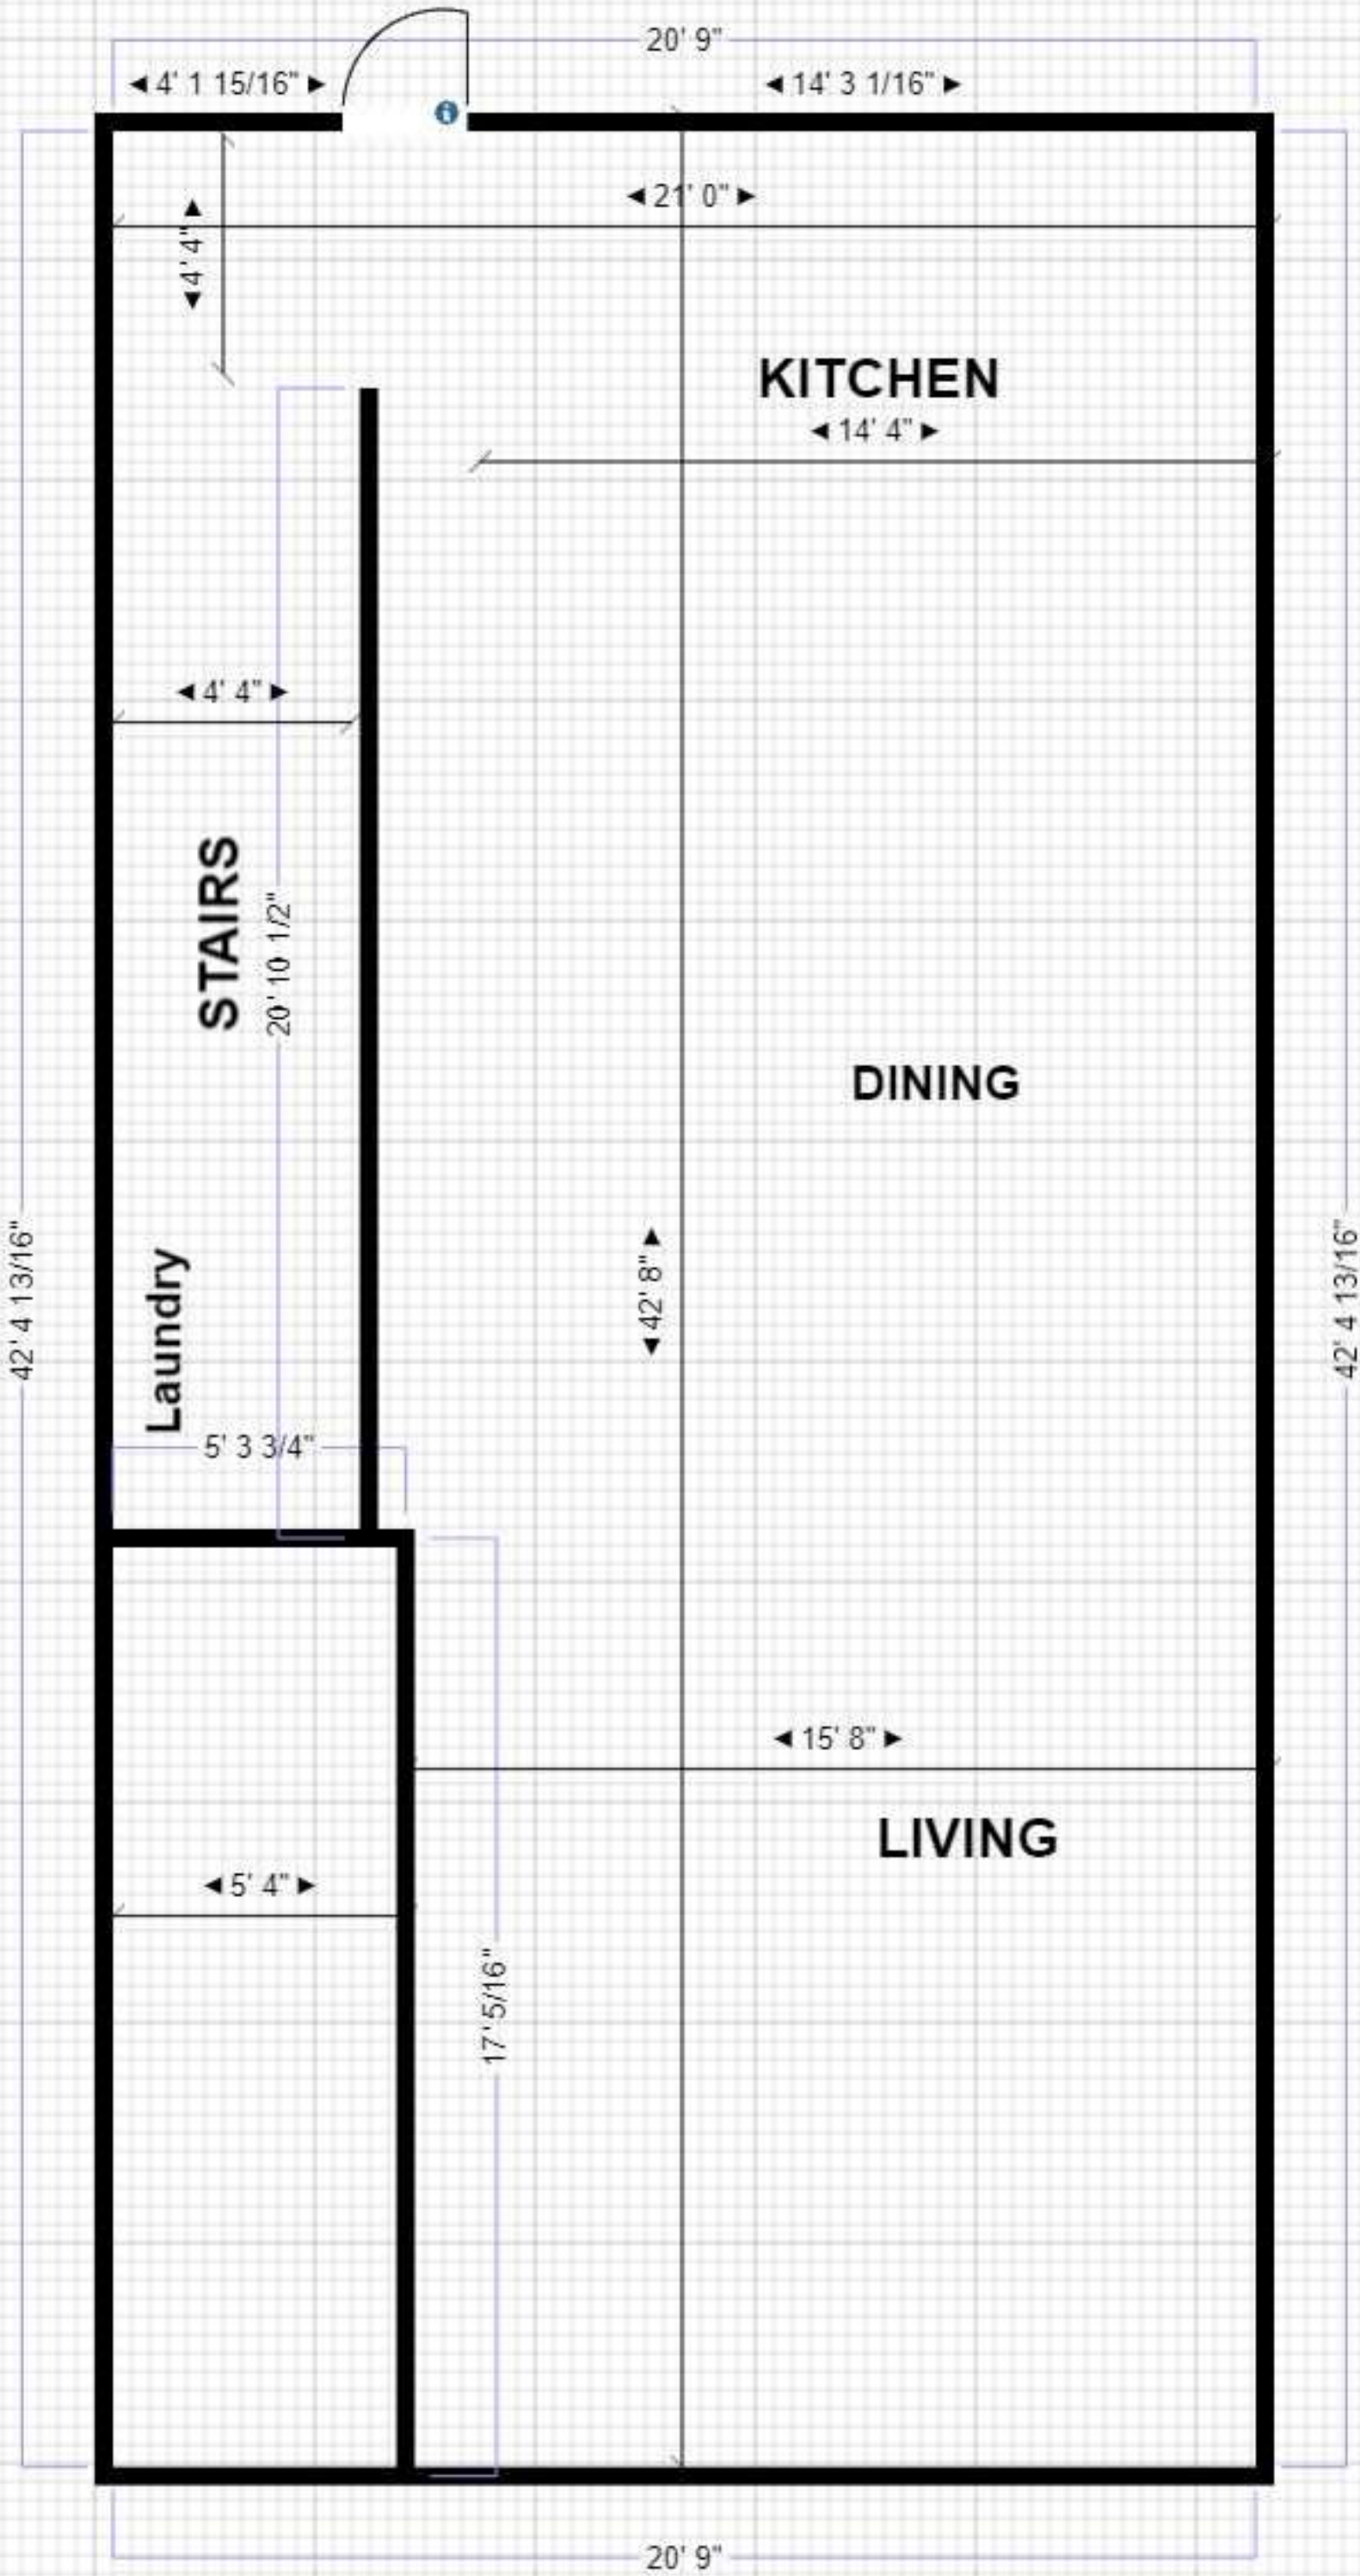 20' 9"
4' 1 15/16"
14' 3 1/16"
21' 0"
4' 4"
KITCHEN
14' 4"
4' 4"
STAIRS
20' 10 1/2"
DINING
42' 4 13/16"
42' 8"
42' 4 13/16"
Laundry
5' 3 3/4"
15' 8"
LIVING
5' 4"
17' 5/16"
20' 9"